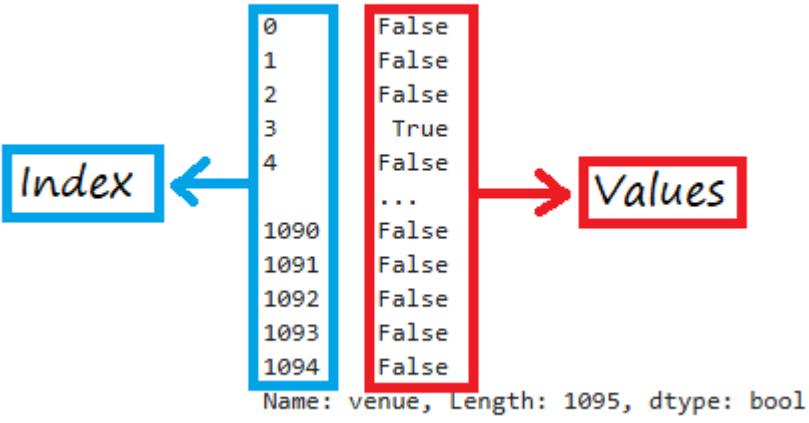 0 False
1 False
2 False
3 True
4 False
...
Index
Values
1090 False
1091 False
1092 False
1093 False
1094 False
Name: venue, Length: 1095, dtype: bool